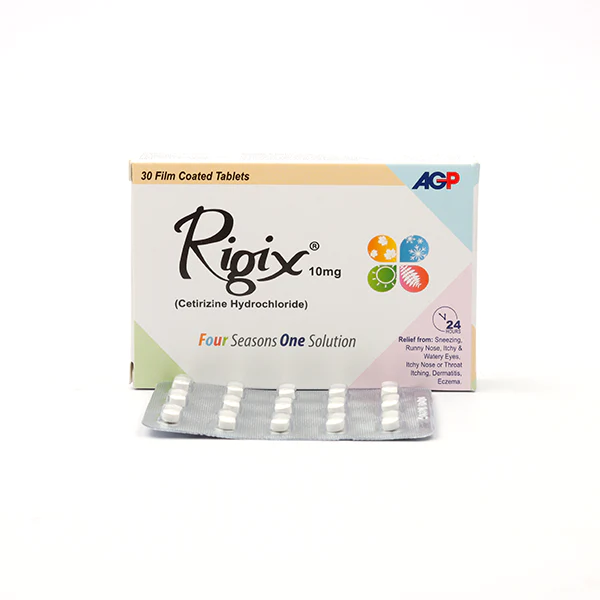 30 Film Coated Tablets
AGP
Rigix® 10mg
(Cetirizine Hydrochloride)
Four Seasons One Solution
24
HOURS
Relief from: Sneezing,
Runny Nose, Itchy &
Watery Eyes,
Itchy Nose or Throat
Itching, Dermatitis,
Eczema.